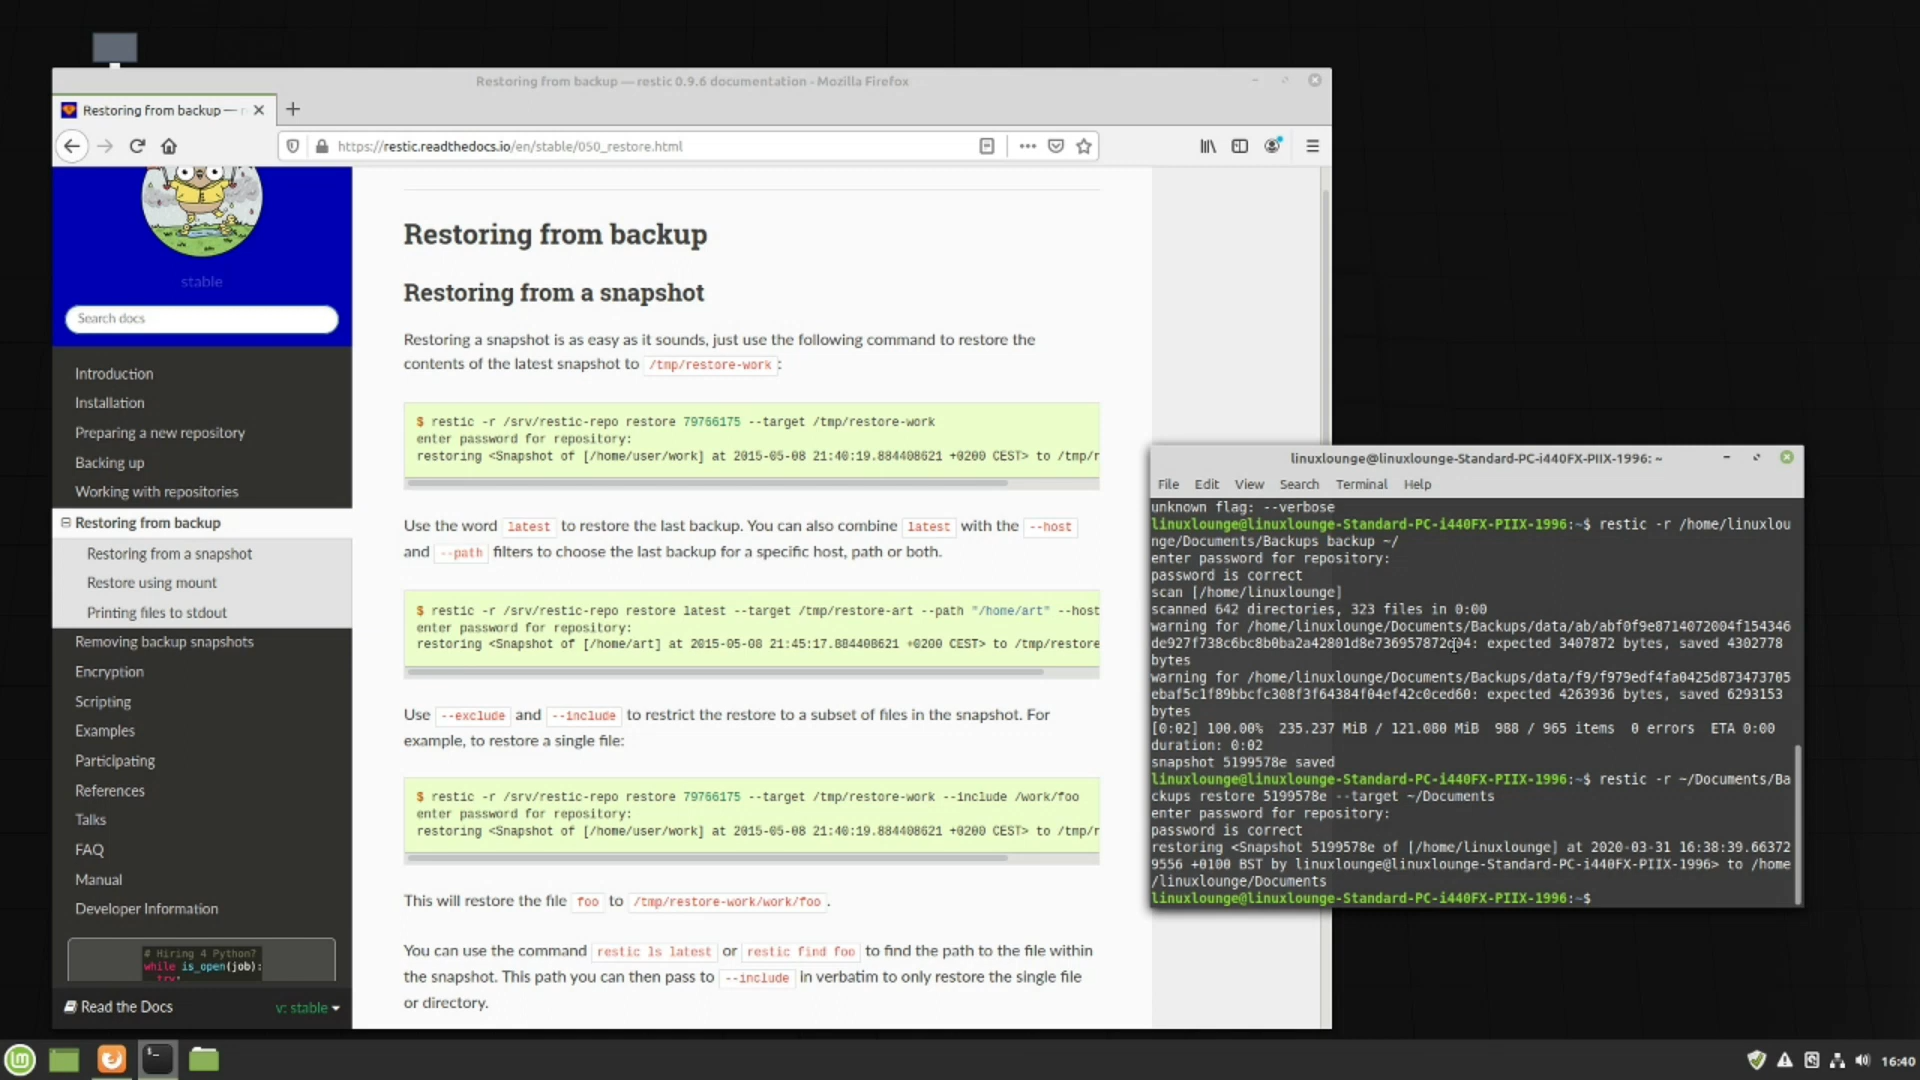 Restoring from backup — restic 0.9.6 documentation - Mozilla Firefox
Restoring from backup —
https://restic.readthedocs.io/en/stable/050_restore.html
stable
Search docs
Introduction
Installation
Preparing a new repository
Backing up
Working with repositories
Restoring from backup
Restoring from a snapshot
Restore using mount
Printing files to stdout
Removing backup snapshots
Encryption
Scripting
Examples
Participating
References
Talks
FAQ
Manual
Developer Information
# Hiring 4 Python?
while is_open(job):
try:
Read the Docs
v: stable
Restoring from backup
Restoring from a snapshot
Restoring a snapshot is as easy as it sounds, just use the following command to restore the
contents of the latest snapshot to /tmp/restore-work :
$ restic -r /srv/restic-repo restore 79766175 --target /tmp/restore-work
enter password for repository:
restoring <Snapshot of [/home/user/work] at 2015-05-08 21:40:19.884408621 +0200 CEST> to /tmp/r
Use the word latest to restore the last backup. You can also combine latest with the --host
and --path filters to choose the last backup for a specific host, path or both.
$ restic -r /srv/restic-repo restore latest --target /tmp/restore-art --path "/home/art" --host
enter password for repository:
restoring <Snapshot of [/home/art] at 2015-05-08 21:45:17.884408621 +0200 CEST> to /tmp/restore
Use --exclude and --include to restrict the restore to a subset of files in the snapshot. For
example, to restore a single file:
$ restic -r /srv/restic-repo restore 79766175 --target /tmp/restore-work --include /work/foo
enter password for repository:
restoring <Snapshot of [/home/user/work] at 2015-05-08 21:40:19.884408621 +0200 CEST> to /tmp/r
This will restore the file foo to /tmp/restore-work/work/foo .
You can use the command restic ls latest or restic find foo to find the path to the file within
the snapshot. This path you can then pass to --include in verbatim to only restore the single file
or directory.
linuxlounge@linuxlounge-Standard-PC-i440FX-PIIX-1996: ~
File Edit View Search Terminal Help
unknown flag: --verbose
linuxlounge@linuxlounge-Standard-PC-i440FX-PIIX-1996:~$ restic -r /home/linuxlou
nge/Documents/Backups backup ~/
enter password for repository:
password is correct
scan [/home/linuxlounge]
scanned 642 directories, 323 files in 0:00
warning for /home/linuxlounge/Documents/Backups/data/ab/abf0f9e8714072004f154346
de927f738c6bc8b0ba2a42801d8e736957872c04: expected 3407872 bytes, saved 4302778
bytes
warning for /home/linuxlounge/Documents/Backups/data/f9/f979edf4fa0425d873473705
ebaf5c1f89bbcfc308f3f64384f04ef42c0ced60: expected 4263936 bytes, saved 6293153
bytes
[0:02] 100.00%  235.237 MiB / 121.080 MiB  988 / 965 items  0 errors  ETA 0:00
duration: 0:02
snapshot 5199578e saved
linuxlounge@linuxlounge-Standard-PC-i440FX-PIIX-1996:~$ restic -r ~/Documents/Ba
ckups restore 5199578e --target ~/Documents
enter password for repository:
password is correct
restoring <Snapshot 5199578e of [/home/linuxlounge] at 2020-03-31 16:38:39.66372
9556 +0100 BST by linuxlounge@linuxlounge-Standard-PC-i440FX-PIIX-1996> to /home
/linuxlounge/Documents
linuxlounge@linuxlounge-Standard-PC-i440FX-PIIX-1996:~$
16:40